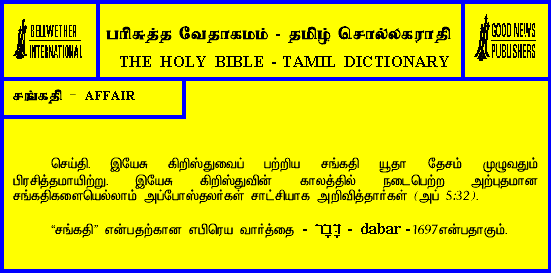 BELLWETHER
INTERNATIONAL
பரிசுத்த வேதாகமம் - தமிழ் சொல்லகராதி
THE HOLY BIBLE - TAMIL DICTIONARY
GOOD NEWS
PUBLISHERS
சங்கதி - AFFAIR
செய்தி. இயேசு கிறிஸ்துவைப் பற்றிய சங்கதி யூதா தேசம் முழுவதும்
பிரசித்தமாயிற்று. இயேசு கிறிஸ்துவின் காலத்தில் நடைபெற்ற அற்புதமான
சங்கதிகளையெல்லாம் அப்போஸ்தலர்கள் சாட்சியாக அறிவித்தார்கள் (அப் 5:32).
"சங்கதி" என்பதற்கான எபிரெய வார்த்தை - דָּבָר - dabar -1697என்பதாகும்.